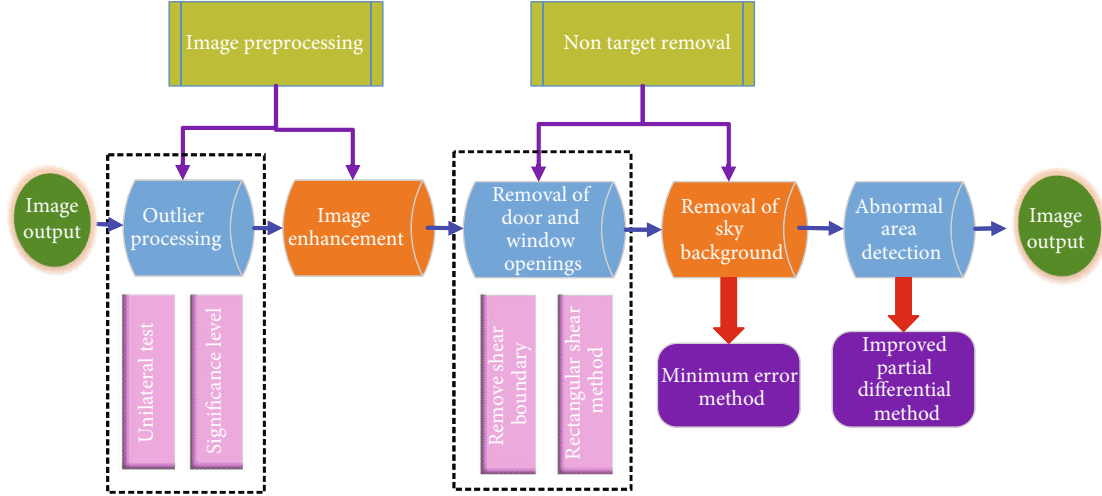 Image preprocessing
Non target removal
Image
output
Outlier
processing
Image
enhancement
Removal of
door and
window
openings
Removal of
sky
background
Abnormal
area
detection
Image
output
Unilateral test
Significance level
Remove shear
boundary
Rectangular shear
method
Minimum error
method
Improved
partial
differential
method